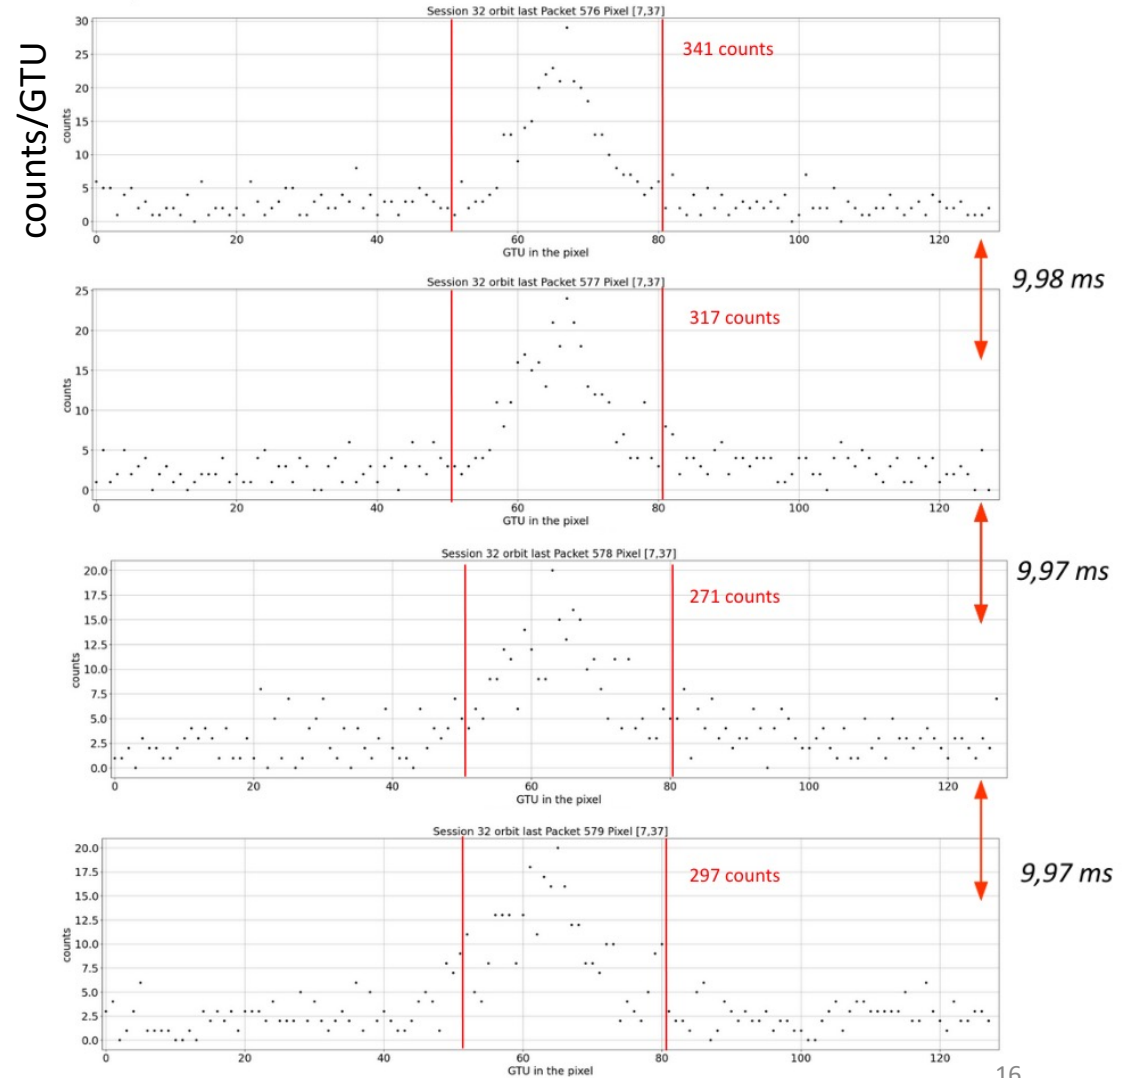 counts/GTU
Session 32 orbit last Packet 576 Pixel [7,37]
341 counts
counts
30
25
20
15
10
5
0
0 20 40 60 80 100 120
GTU in the pixel
9,98 ms
Session 32 orbit last Packet 577 Pixel [7,37]
317 counts
counts
25
20
15
10
5
0
0 20 40 60 80 100 120
GTU in the pixel
9,97 ms
Session 32 orbit last Packet 578 Pixel [7,37]
271 counts
counts
20.0
17.5
15.0
12.5
10.0
7.5
5.0
2.5
0.0
0 20 40 60 80 100 120
GTU in the pixel
9,97 ms
Session 32 orbit last Packet 579 Pixel [7,37]
297 counts
counts
20.0
17.5
15.0
12.5
10.0
7.5
5.0
2.5
0.0
0 20 40 60 80 100 120
GTU in the pixel
16